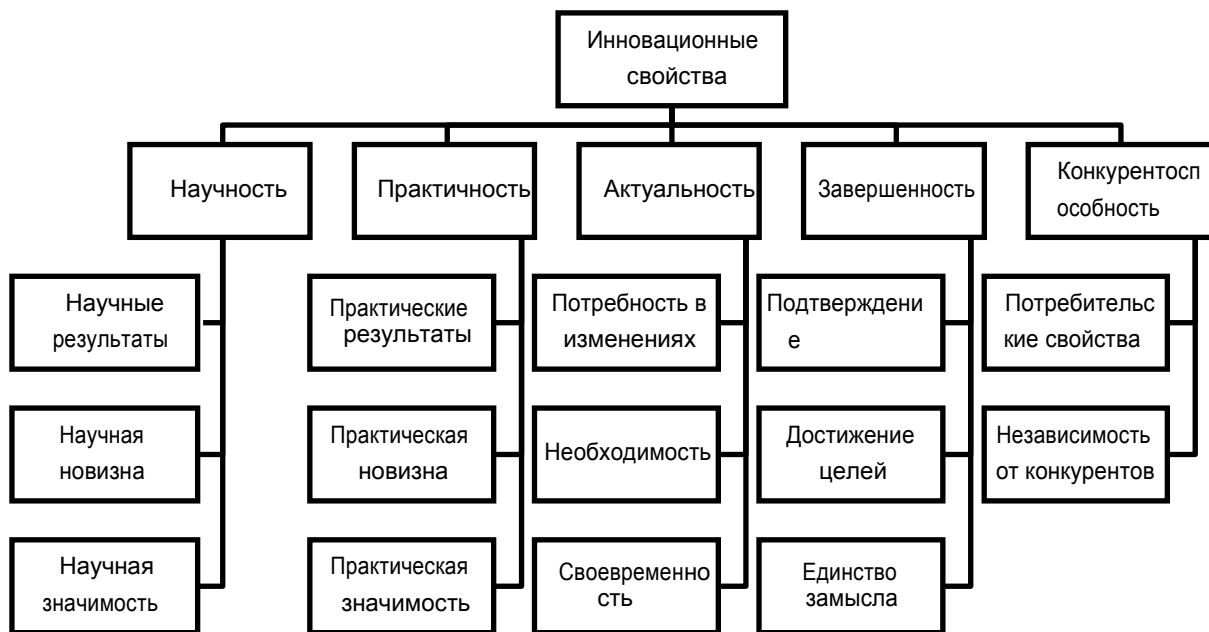 Инновационные
свойства
Научность
Практичность
Актуальность
Завершенность
Конкурентосп
особность
Научные
результаты
Практические
результаты
Потребность в
изменениях
Подтверждени
е
Потребительс
кие свойства
Научная
новизна
Практическая
новизна
Необходимость
Достижение
целей
Независимость
от конкурентов
Научная
значимость
Практическая
значимость
Своевременно
сть
Единство
замысла